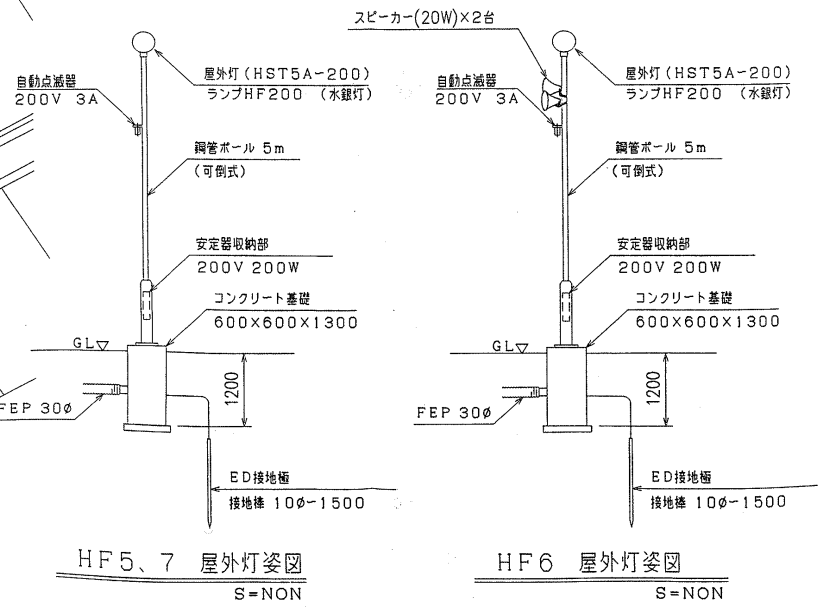 自動点滅器
200V 3A
屋外灯(HST5A-200)
ランプHF200 (水銀灯)
鋼管ポール 5m
(可倒式)
安定器収納部
200V 200W
コンクリート基礎
600×600×1300
GL▽
1200
FEP 30φ
ED接地極
接地棒 10φ-1500
HF5、7 屋外灯姿図
S=NON
スピーカー(20W)×2台
自動点滅器
200V 3A
屋外灯(HST5A-200)
ランプHF200 (水銀灯)
鋼管ポール 5m
(可倒式)
安定器収納部
200V 200W
コンクリート基礎
600×600×1300
GL▽
1200
FEP 30φ
ED接地極
接地棒 10φ-1500
HF6 屋外灯姿図
S=NON